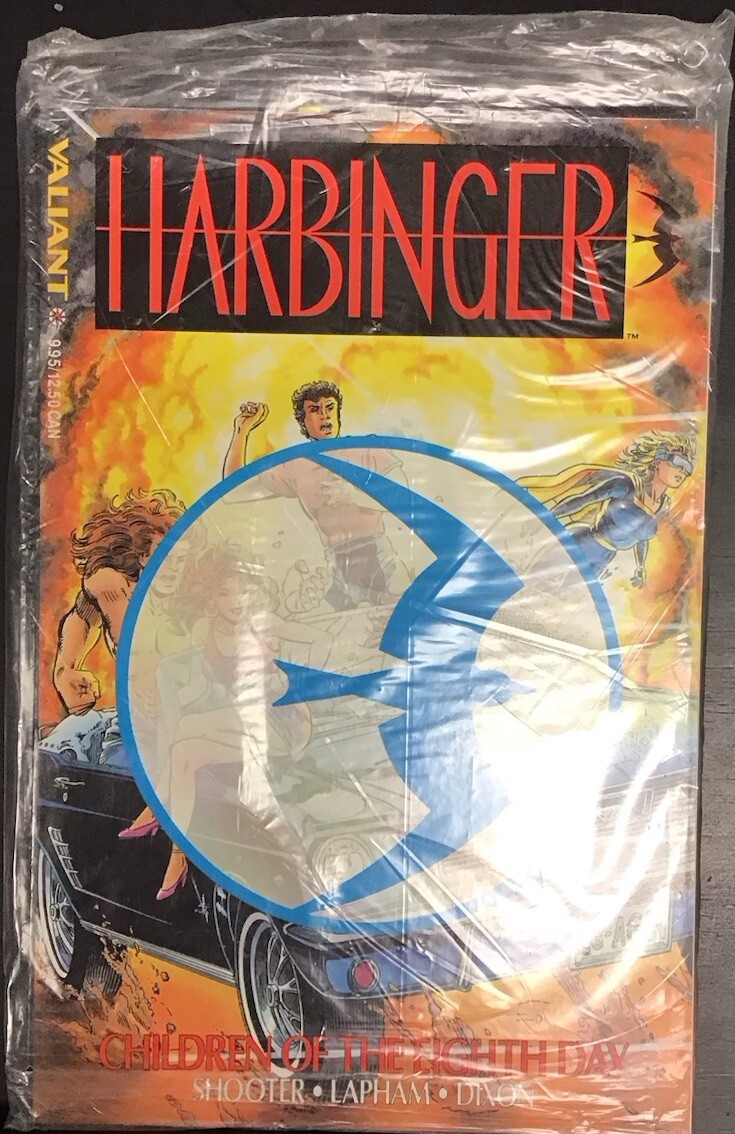 VALIANT
9.95/12.50 CAN
HARBINGER
TM
CHILDREN OF THE EIGHTH DAY
SHOOTER • LAPHAM • DIXON